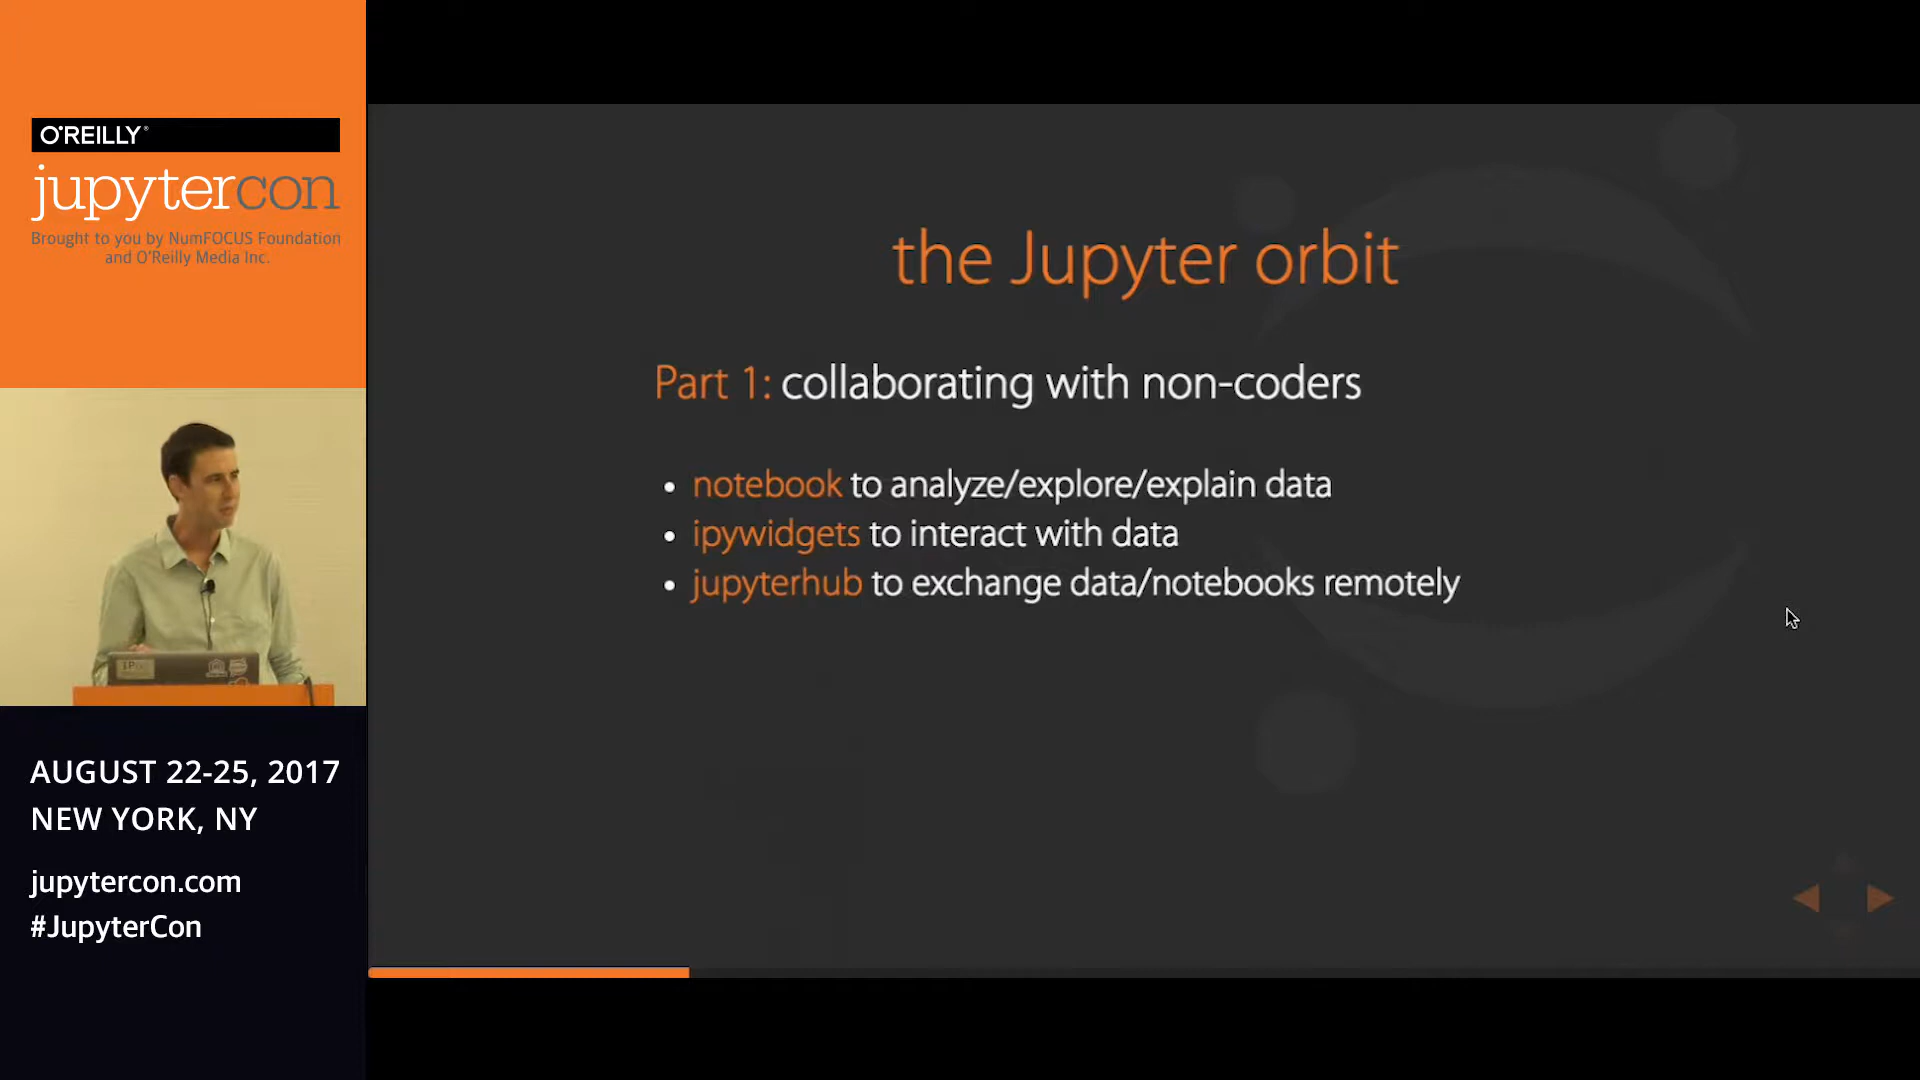 O'REILLY®
jupytercon
Brought to you by NumFOCUS Foundation
and O'Reilly Media Inc.
the Jupyter orbit
Part 1: collaborating with non-coders
• notebook to analyze/explore/explain data
• ipywidgets to interact with data
• jupyterhub to exchange data/notebooks remotely
AUGUST 22-25, 2017
NEW YORK, NY
jupytercon.com
#JupyterCon